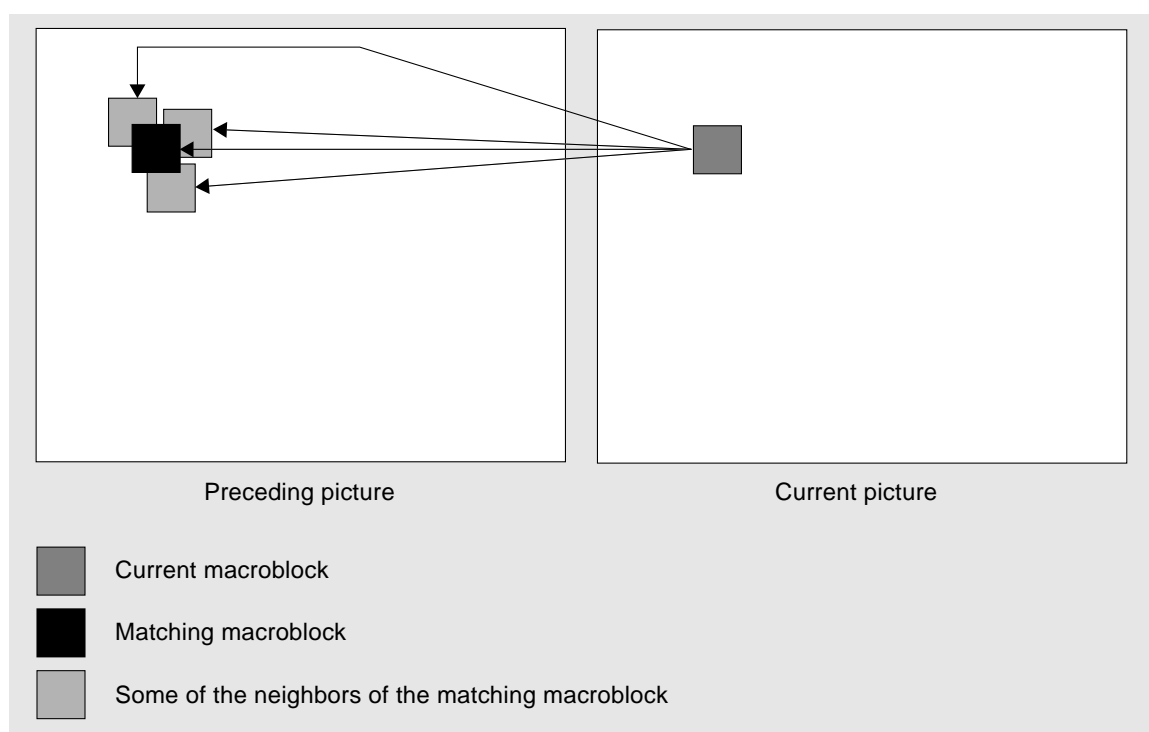 Preceding picture
Current picture
Current macroblock
Matching macroblock
Some of the neighbors of the matching macroblock